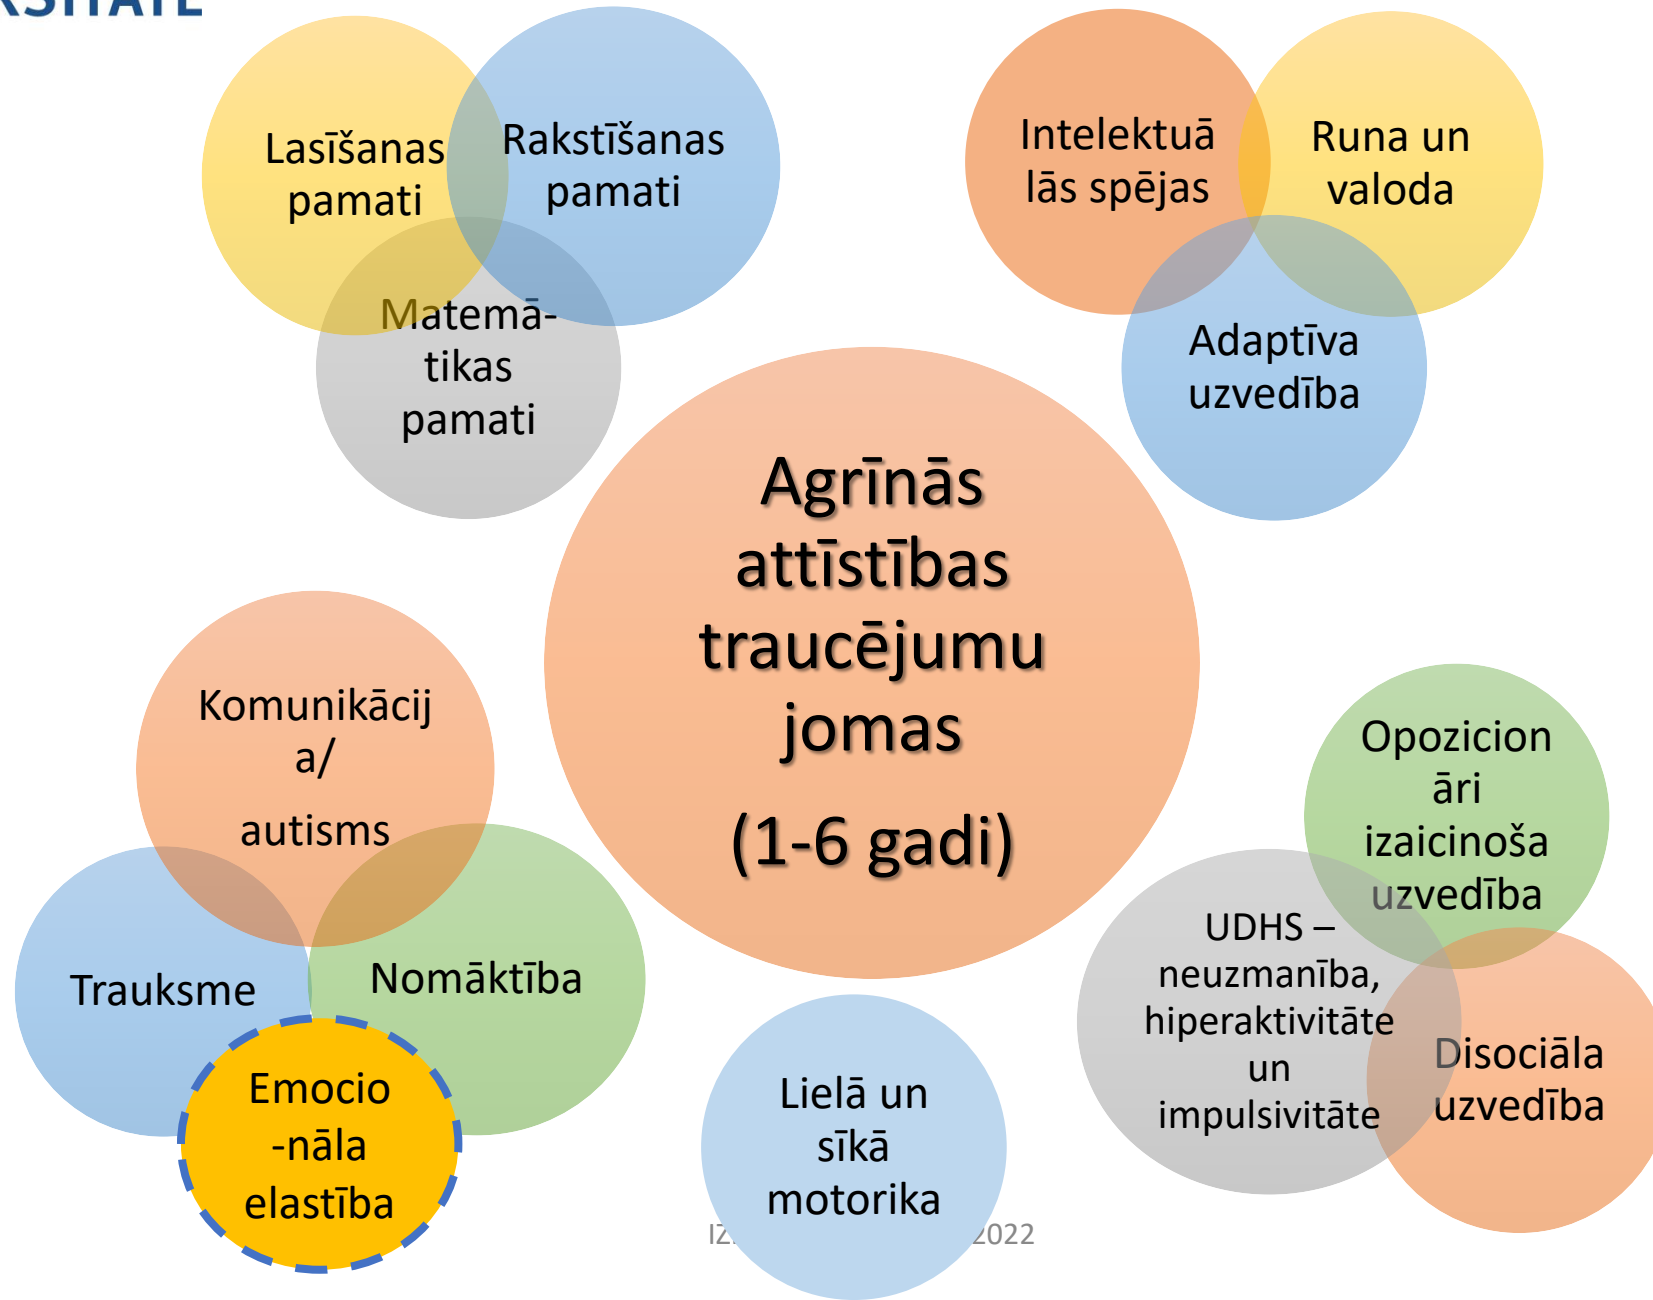 Lasīšanas
pamati
Rakstīšanas
pamati
Matemā-
tikas
pamati
Intelektuā
lās spējas
Runa un
valoda
Adaptīva
uzvedība
Agrīnās
attīstības
traucējumu
jomas
(1-6 gadi)
Komunikācij
a/
autisms
Trauksme
Nomāktība
Emocio
-nāla
elastība
Lielā un
sīkā
motorika
Opozicion
āri
izaicinoša
uzvedība
UDHS –
neuzmanība,
hiperaktivitāte
un
impulsivitāte
Disociāla
uzvedība
2022